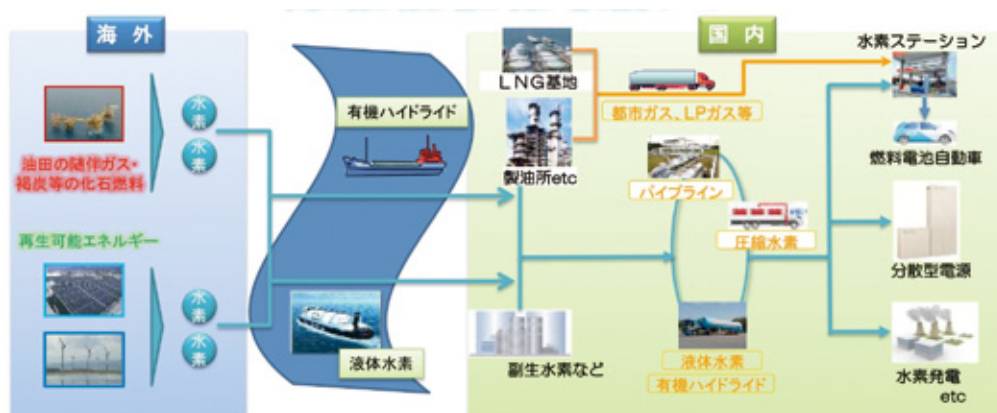 海外
水素
水素
油田の随伴ガス・
褐炭等の化石燃料
再生可能エネルギー
水素
水素
有機ハイドライド
液体水素
国内
LNG基地
製油所etc
副生水素など
都市ガス、LPガス等
パイプライン
圧縮水素
液体水素
有機ハイドライド
水素ステーション
燃料電池自動車
分散型電源
水素発電
etc